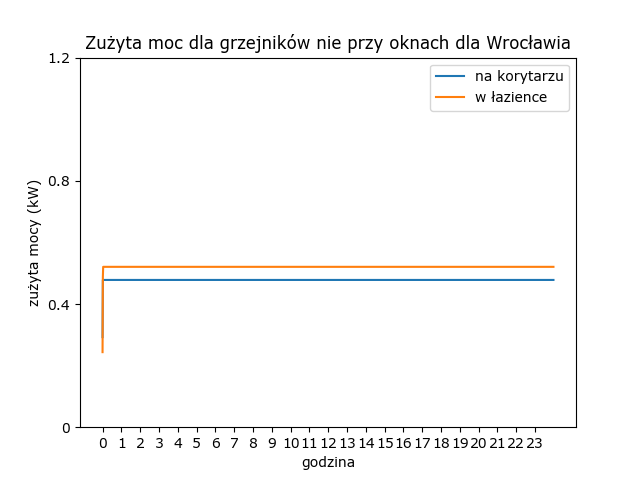 Zużyta moc dla grzejników nie przy oknach dla Wrocławia
1.2
0.8
0.4
0
zużyta mocy (kW)
na korytarzu
w łazience
0 1 2 3 4 5 6 7 8 9 10 11 12 13 14 15 16 17 18 19 20 21 22 23
godzina